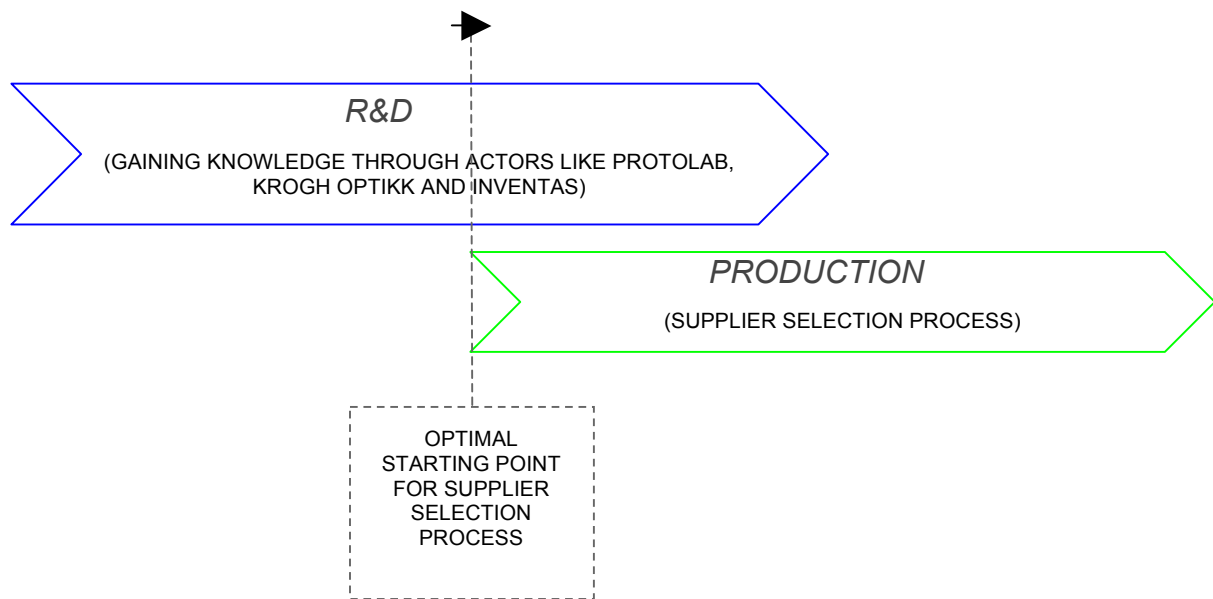 R&D
(GAINING KNOWLEDGE THROUGH ACTORS LIKE PROTOLAB,
KROGH OPTIKK AND INVENTAS)
PRODUCTION
(SUPPLIER SELECTION PROCESS)
OPTIMAL
STARTING POINT
FOR SUPPLIER
SELECTION
PROCESS